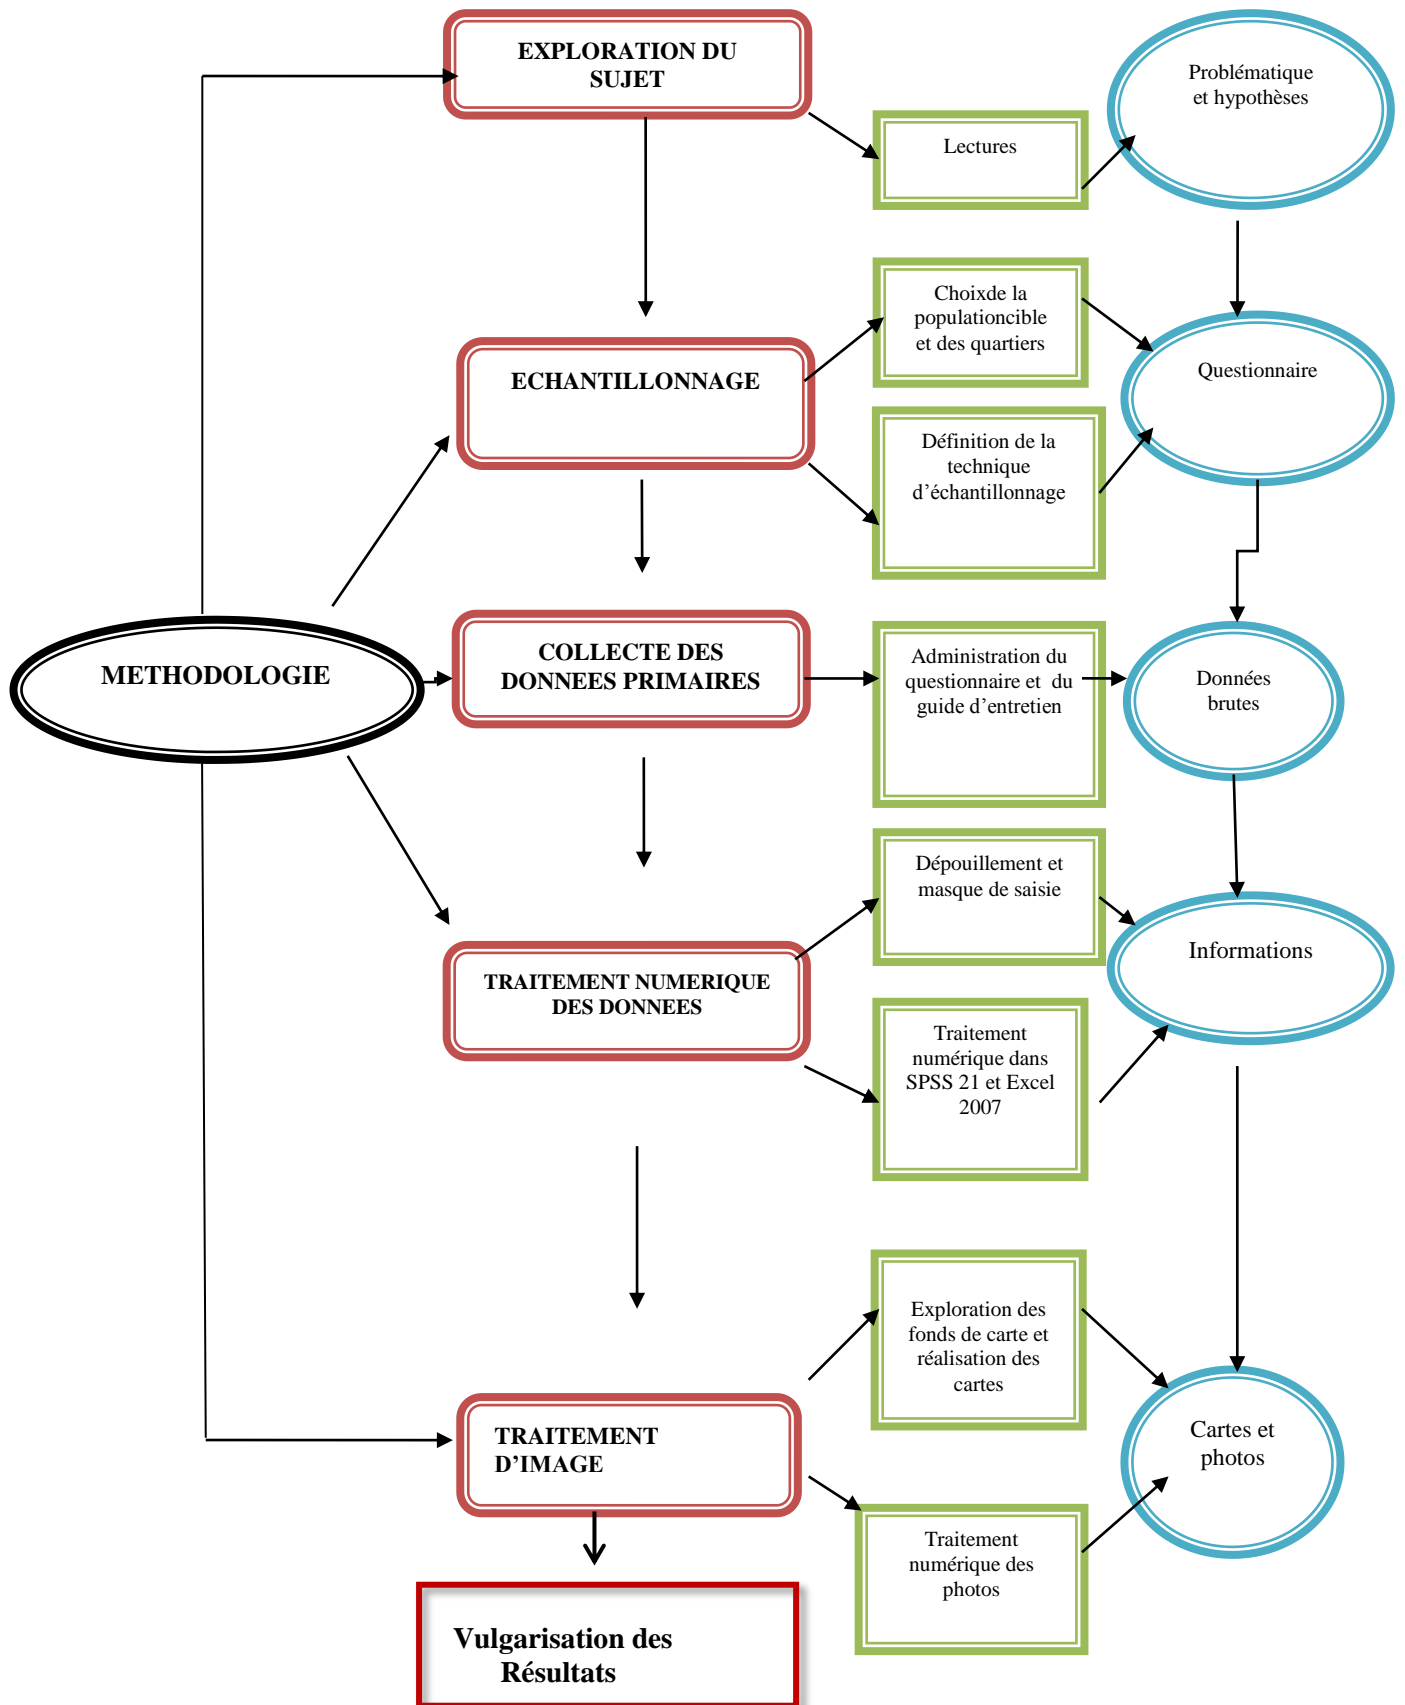 EXPLORATION DU
SUJET
Problématique
et hypothèses
Lectures
Choixde la
populationcible
et des quartiers
ECHANTILLONNAGE
Questionnaire
Définition de la
technique
d’échantillonnage
METHODOLOGIE
COLLECTE DES
DONNEES PRIMAIRES
Administration du
questionnaire et du
guide d’entretien
Données
brutes
Dépouillement et
masque de saisie
TRAITEMENT NUMERIQUE
DES DONNEES
Informations
Traitement
numérique dans
SPSS 21 et Excel
2007
Exploration des
fonds de carte et
réalisation des
cartes
TRAITEMENT
D’IMAGE
Cartes et
photos
Traitement
numérique des
photos
Vulgarisation des
Résultats